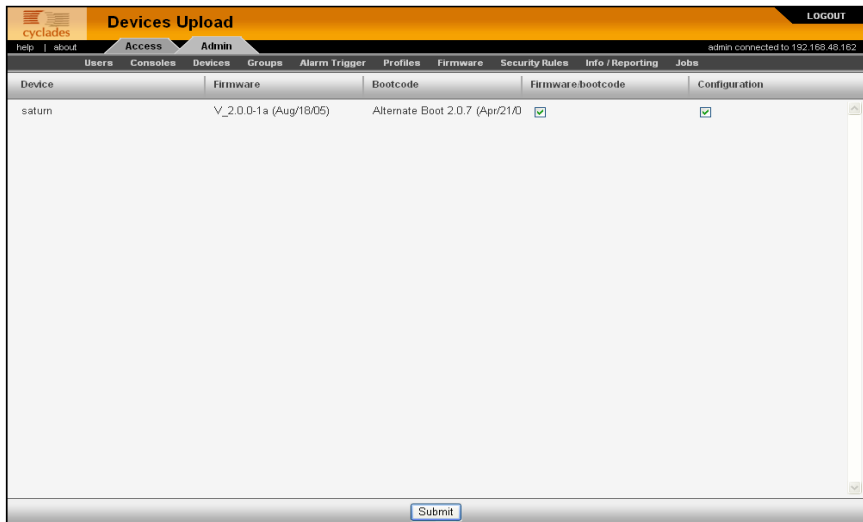 cyclades
Devices Upload
LOGOUT
help | about
Access
Admin
admin connected to 192.168.48.162
Users Consoles Devices Groups Alarm Trigger Profiles Firmware Security Rules Info / Reporting Jobs
Device Firmware Bootcode Firmware/bootcode Configuration
saturn V_2.0.0-1a (Aug/18/05) Alternate Boot 2.0.7 (Apr/21/0
Submit